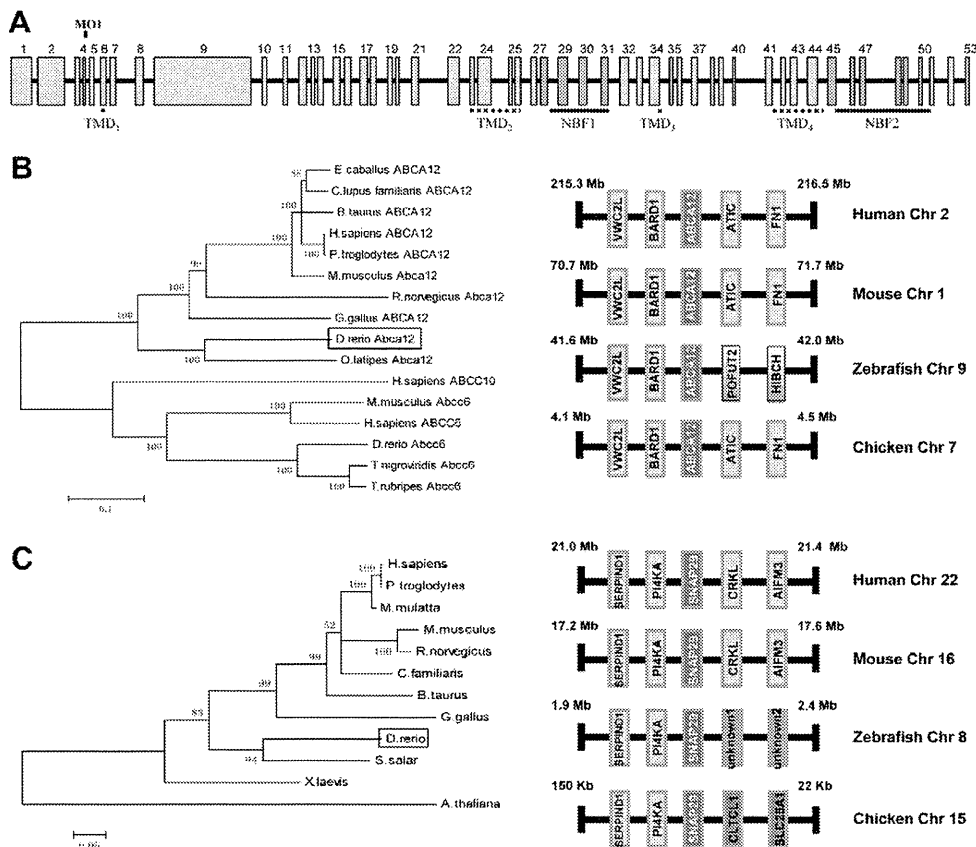 A
MO1
1 2 4 5 6 7 8 9 10 11 13 15 17 19 21 22 24 25 27 29 30 31 32 34 35 37 40 41 42 44 45 47 50 53
TMD1 TMD2 NBF1 TMD3 TMD4 NBF2
B
E.caballus ABCA12
C.lupus familiaris ABCA12
B.taurus ABCA12
H.sapiens ABCA12
P.troglodytes ABCA12
M.musculus Abca12
R.norvegicus Abca12
G.gallus ABCA12
D.rerio Abca12
O.latipes Abca12
H.sapiens ABCC10
M.musculus Abcc6
H.sapiens ABCC6
D.rerio Abcc6
T.nigroviridis Abcc6
T.rubripes Abcc6
100
100
100
100
100
100
100
100
0.1
215.3 Mb 216.5 Mb
VWC2L BARD1 ABCA12 ATIC FN1
Human Chr 2
70.7 Mb 71.7 Mb
VWC2L BARD1 ABCA12 ATIC FN1
Mouse Chr 1
41.6 Mb 42.0 Mb
VWC2L BARD1 ABCA12 POFUT2 HIBCH
Zebrafish Chr 9
4.1 Mb 4.5 Mb
VWC2L BARD1 ABCA12 ATIC FN1
Chicken Chr 7
C
H.sapiens
P.troglodytes
M.mulatta
M.musculus
R.norvegicus
C.familiaris
B.taurus
G.gallus
D.rerio
S.salar
X.laevis
A.thaliana
100
100
100
52
99
99
85
94
0.05
21.0 Mb 21.4 Mb
SERPIND1 PI4KA SNAP29 CRKL AIFM3
Human Chr 22
17.2 Mb 17.6 Mb
SERPIND1 PI4KA SNAP29 CRKL AIFM3
Mouse Chr 16
1.9 Mb 2.4 Mb
SERPIND1 PI4KA SNAP29 unknown1 unknown2
Zebrafish Chr 8
150 Kb 22 Kb
SERPIND1 PI4KA SNAP29 CLTCL1 SLC25A1
Chicken Chr 15